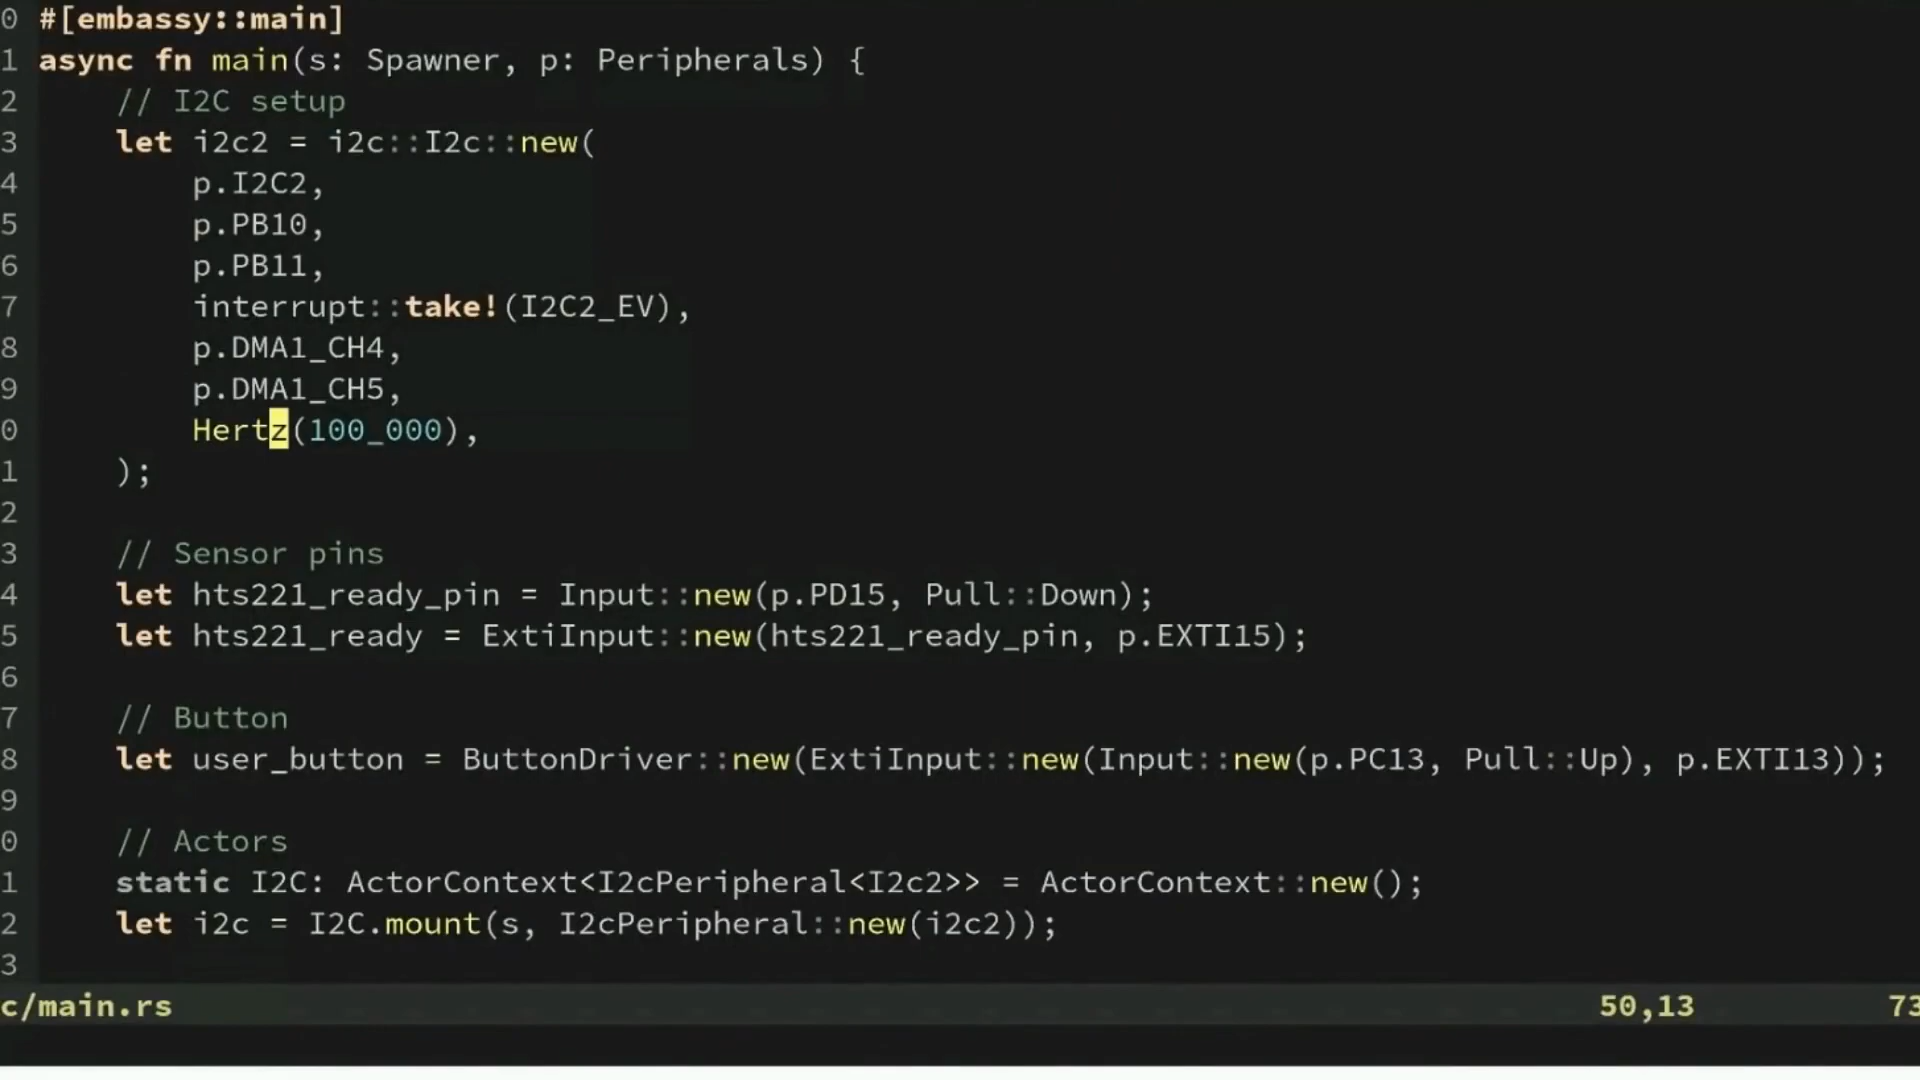 0 #[embassy::main]
1 async fn main(s: Spawner, p: Peripherals) {
2     // I2C setup
3     let i2c2 = i2c::I2c::new(
4         p.I2C2,
5         p.PB10,
6         p.PB11,
7         interrupt::take!(I2C2_EV),
8         p.DMA1_CH4,
9         p.DMA1_CH5,
0         Hertz(100_000),
1     );
2
3     // Sensor pins
4     let hts221_ready_pin = Input::new(p.PD15, Pull::Down);
5     let hts221_ready = ExtiInput::new(hts221_ready_pin, p.EXTI15);
6
7     // Button
8     let user_button = ButtonDriver::new(ExtiInput::new(Input::new(p.PC13, Pull::Up), p.EXTI13));
9
0     // Actors
1     static I2C: ActorContext<I2cPeripheral<I2c2>> = ActorContext::new();
2     let i2c = I2C.mount(s, I2cPeripheral::new(i2c2));
3
c/main.rs 50,13 73